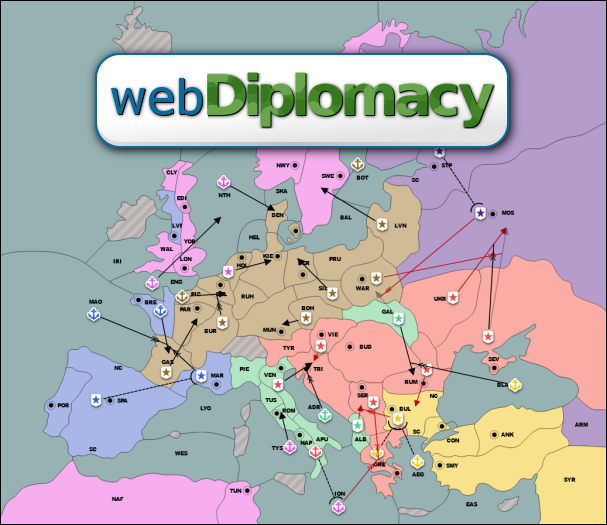 webDiplomacy
NWY
SWE
BOT
STP
SC
CLY
EDI
NTH
SKA
MOS
DEN
BAL
LVN
LVP
YOR
HEL
WAL
IRI
LON
HOL
KIE
BER
PRU
ENG
WAR
MAO
BRE
PIC
BEL
RUH
SIL
UKR
PAR
BOH
GAL
BUR
MUN
VIE
SEV
GAS
TYR
BUD
NC
MAR
PIE
VEN
TRI
RUM
BLA
POR
SPA
LYO
TUS
ROM
ADR
SER
BUL
NC
SC
CON
ANK
SC
WES
TYS
NAP
APU
ALB
GRE
AEG
SMY
ARM
NAF
TUN
ION
EAS
SYR